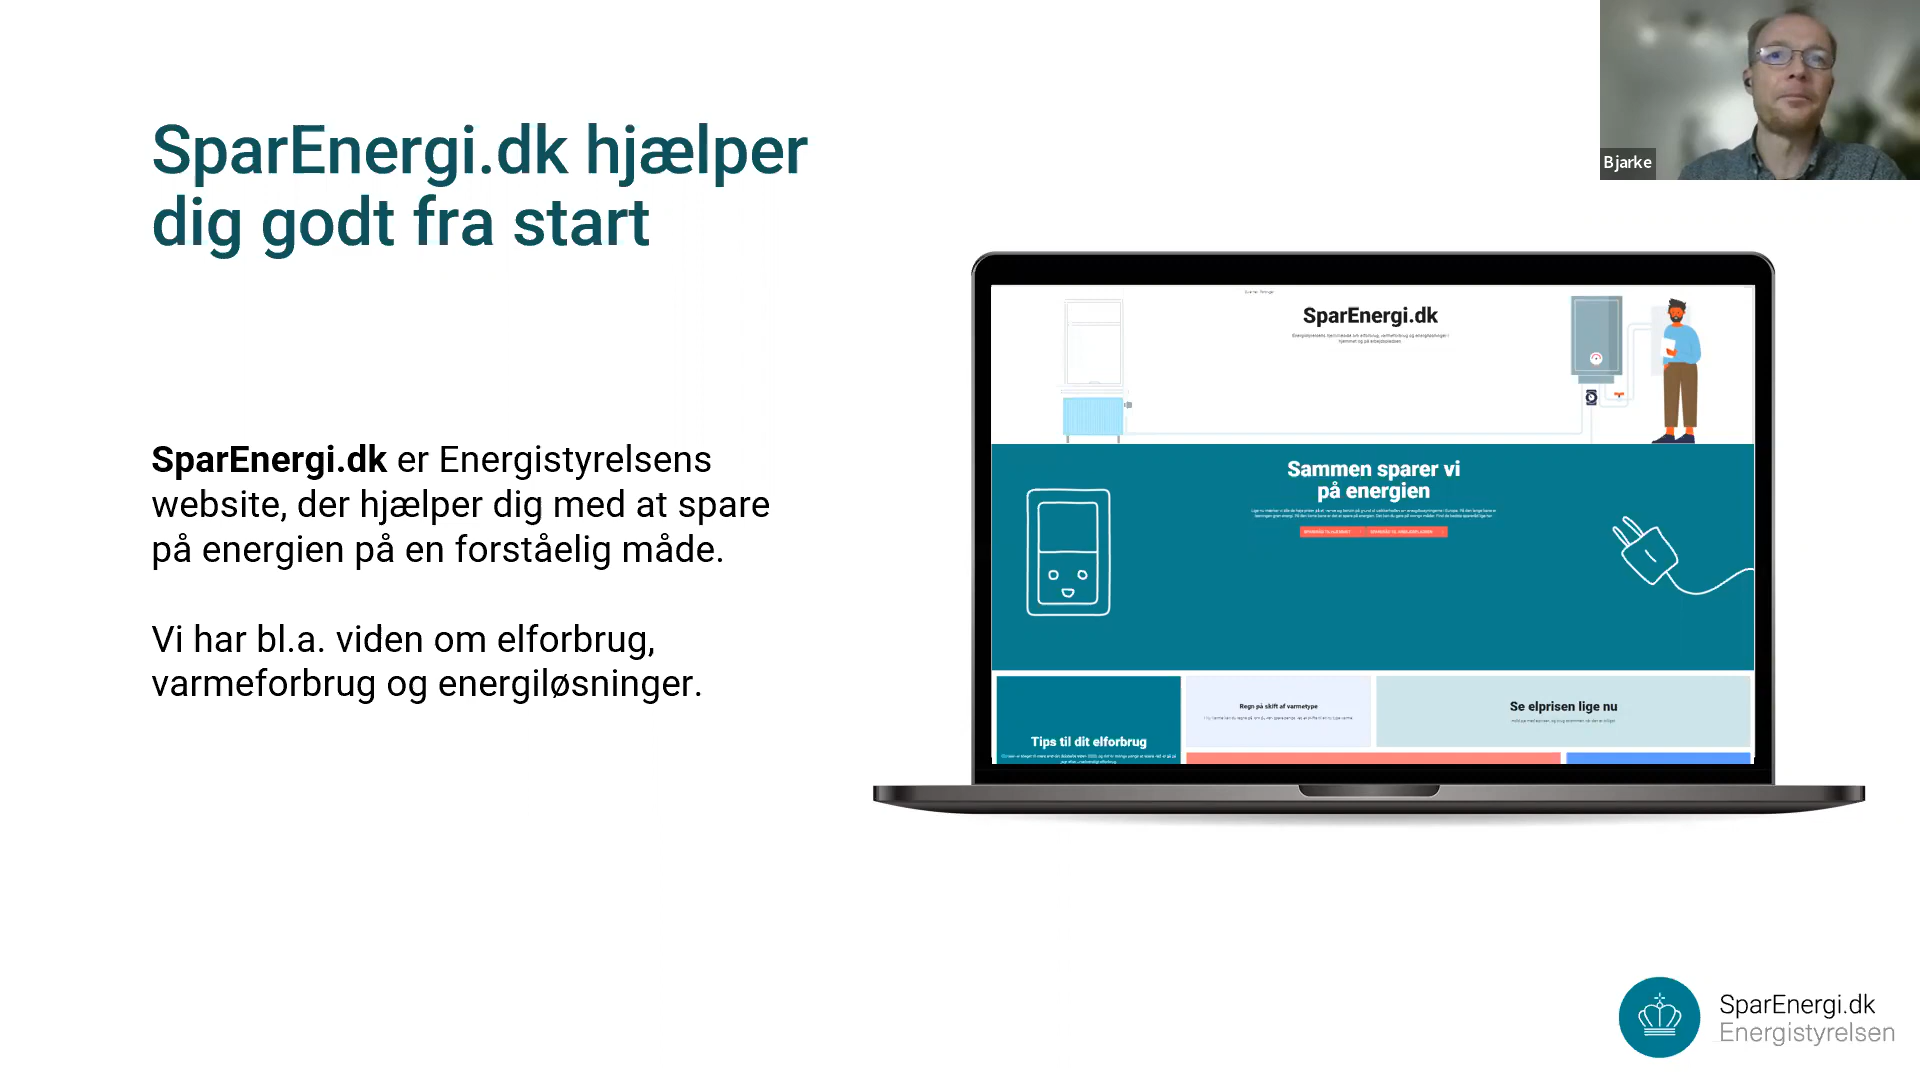 SparEnergi.dk hjælper
dig godt fra start
SparEnergi.dk er Energistyrelsens
website, der hjælper dig med at spare
på energien på en forståelig måde.
Vi har bl.a. viden om elforbrug,
varmeforbrug og energiløsninger.
Bjarke
SparEnergi.dk
Sammen sparer vi
på energien
Tips til dit elforbrug
Regn på skift af varmetype
Se elprisen lige nu
SparEnergi.dk
Energistyrelsen